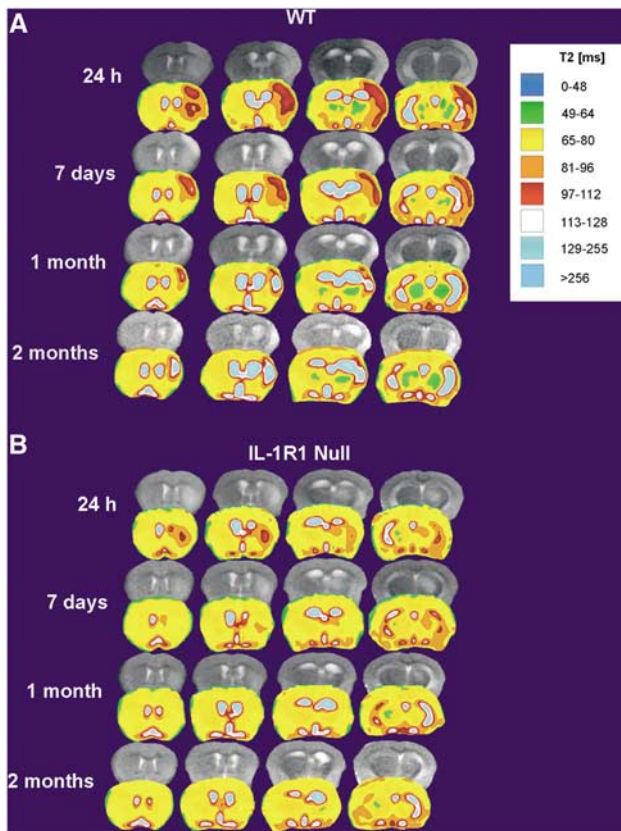 A
WT
24 h
7 days
1 month
2 months
T2 [ms]
0-48
49-64
65-80
81-96
97-112
113-128
129-255
>256
B
IL-1R1 Null
24 h
7 days
1 month
2 months